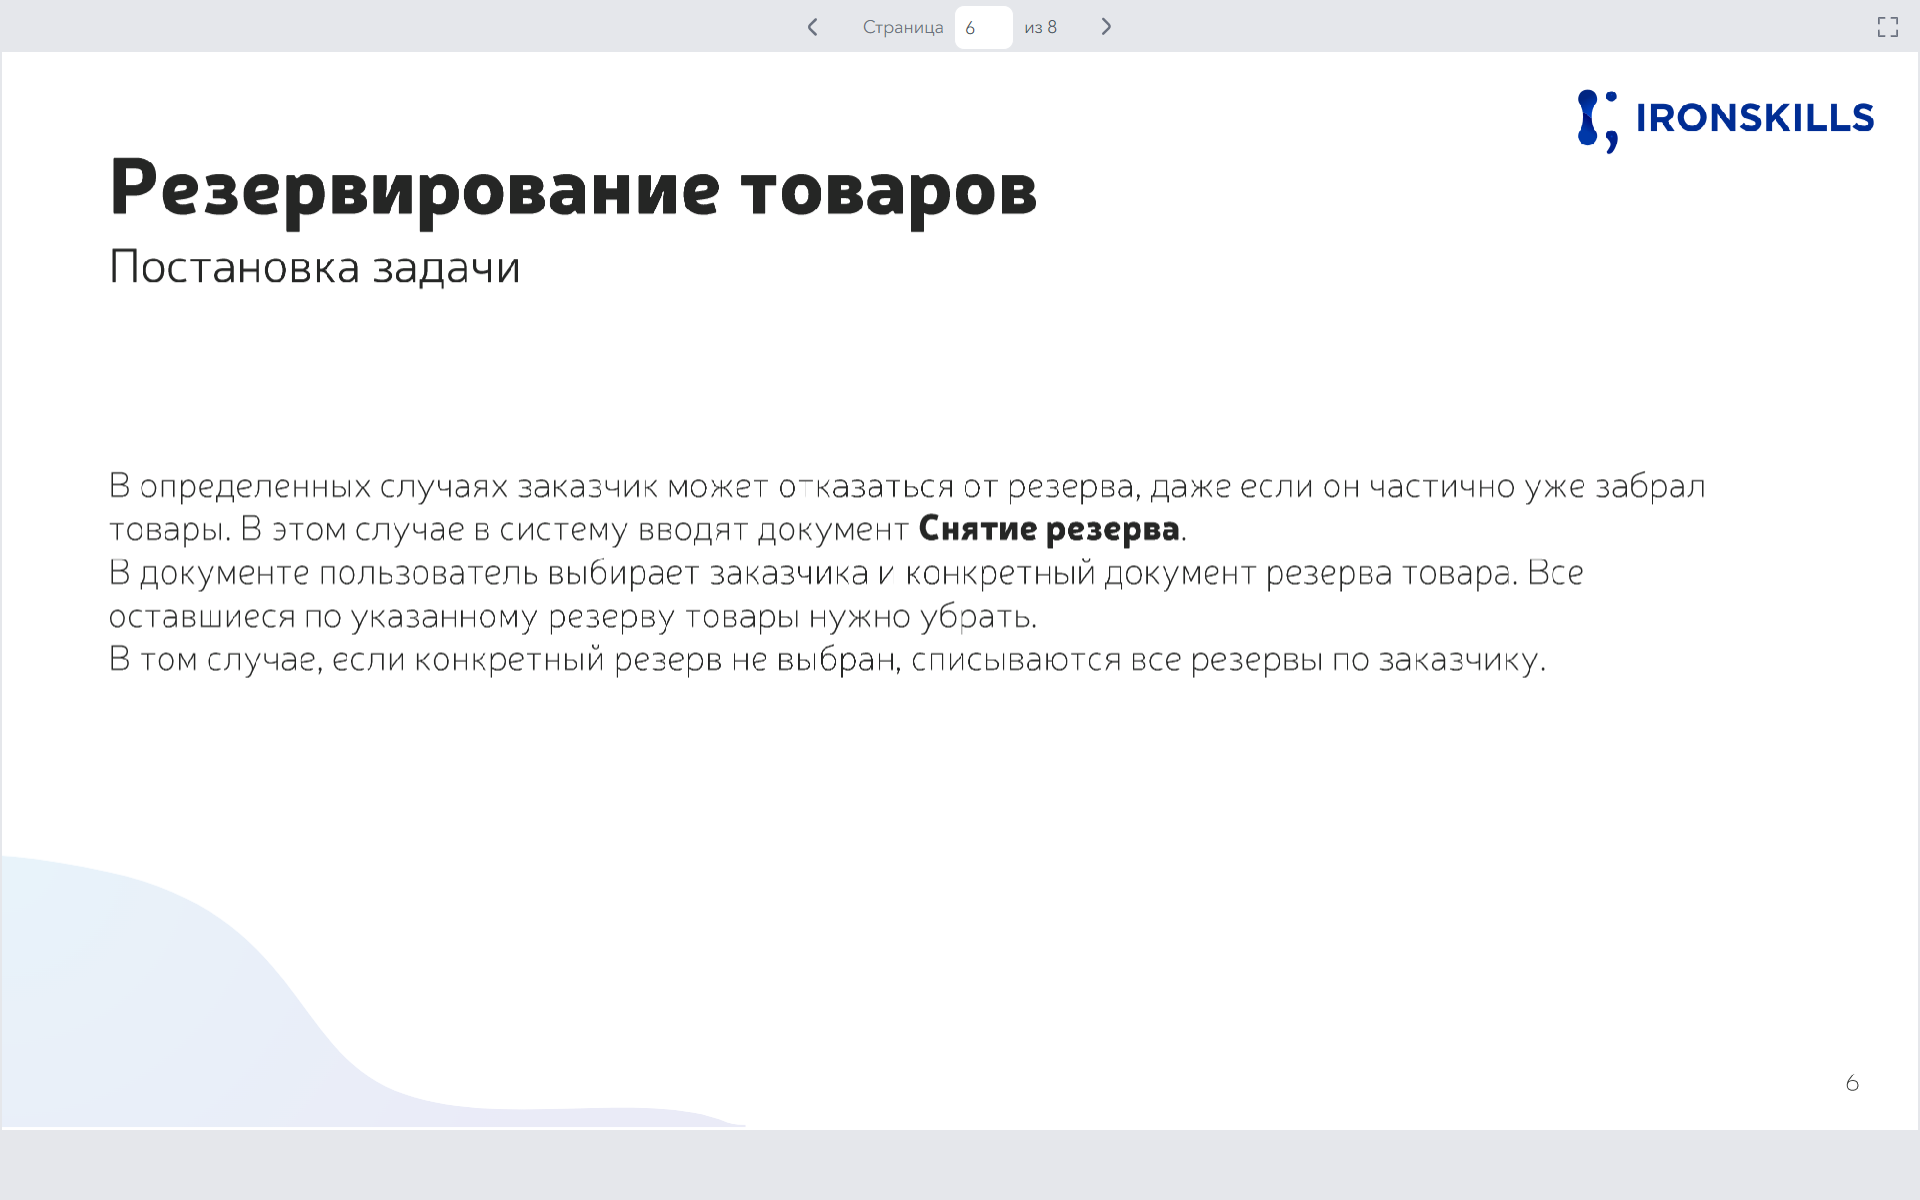 Страница 6 из 8
IRONSKILLS
Резервирование товаров
Постановка задачи
В определенных случаях заказчик может отказаться от резерва, даже если он частично уже забрал
товары. В этом случае в систему вводят документ Снятие резерва.
В документе пользователь выбирает заказчика и конкретный документ резерва товара. Все
оставшиеся по указанному резерву товары нужно убрать.
В том случае, если конкретный резерв не выбран, списываются все резервы по заказчику.
6